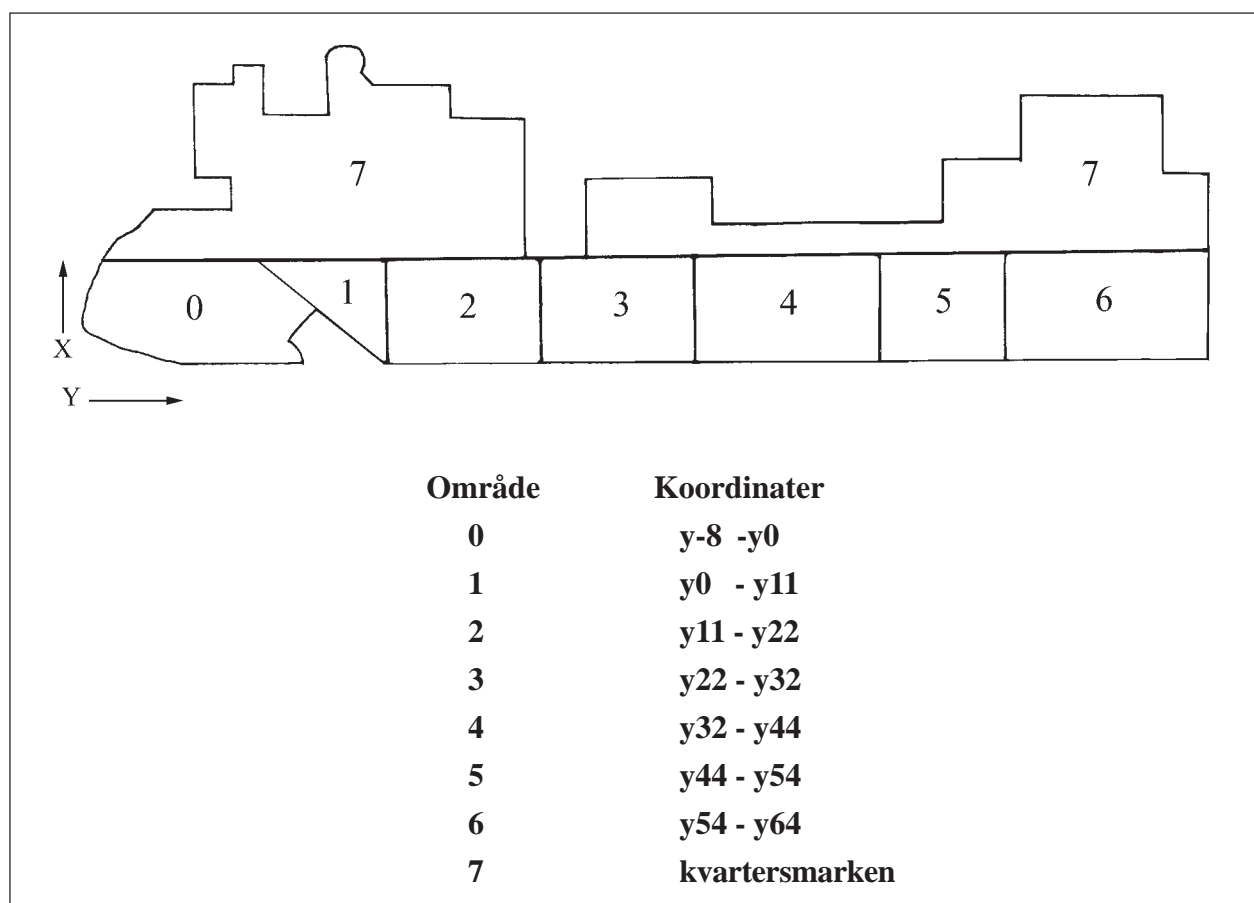 7
7
0
1
2
3
4
5
6
X
Y
Område Koordinater
0 y-8 -y0
1 y0 - y11
2 y11 - y22
3 y22 - y32
4 y32 - y44
5 y44 - y54
6 y54 - y64
7 kvartersmarken